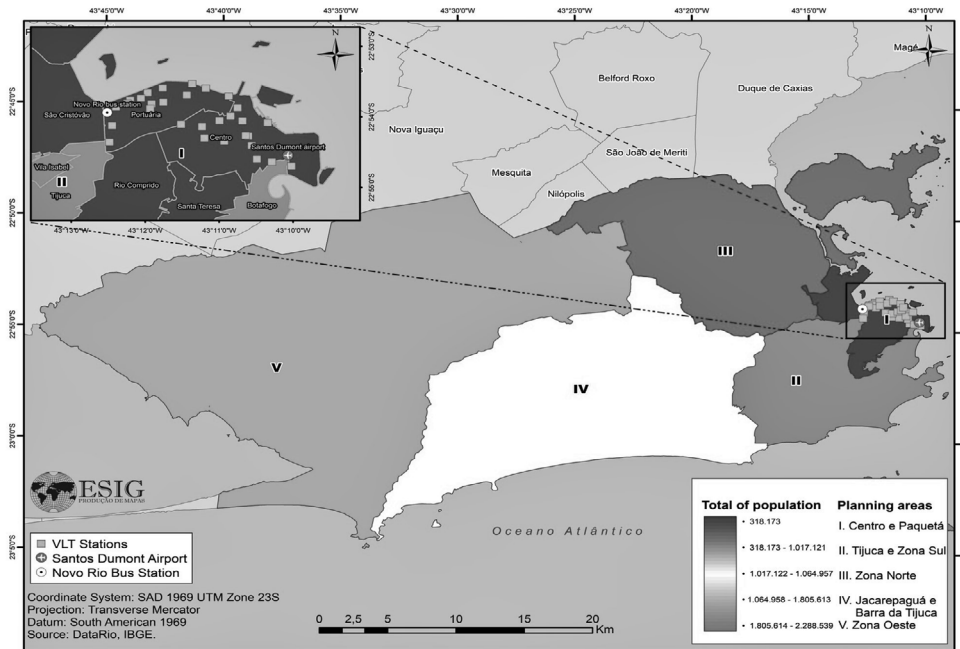 43°45'0"W
43°40'0"W
43°35'0"W
43°30'0"W
43°25'0"W
43°20'0"W
43°15'0"W
43°10'0"W
N
N
22°53'0"S
22°54'0"S
22°55'0"S
Novo Rio bus station
São Cristóvão
Portuária
Centro
Santos Dumont airport
I
Vila Isabel
II
Tijuca
Rio Comprido
Santa Teresa
Botafogo
43°13'0"W
43°12'0"W
43°11'0"W
43°10'0"W
22°45'0"S
22°50'0"S
22°55'0"S
23°0'0"S
Magé
Belford Roxo
Duque de Caxias
Nova Iguaçu
São João de Meriti
Mesquita
Nilópolis
III
I
V
IV
II
Oceano Atlântico
ESIG
PRODUÇÃO DE MAPAS
VLT Stations
Santos Dumont Airport
Novo Rio Bus Station
Coordinate System: SAD 1969 UTM Zone 23S
Projection: Transverse Mercator
Datum: South American 1969
Source: DataRio, IBGE.
0 2,5 5 10 15 20
Km
Total of population Planning areas
• 318.173 I. Centro e Paquetá
• 318.173 - 1.017.121 II. Tijuca e Zona Sul
• 1.017.122 - 1.064.957 III. Zona Norte
• 1.064.958 - 1.805.613 IV. Jacarepaguá e
Barra da Tijuca
• 1.805.614 - 2.288.539 V. Zona Oeste